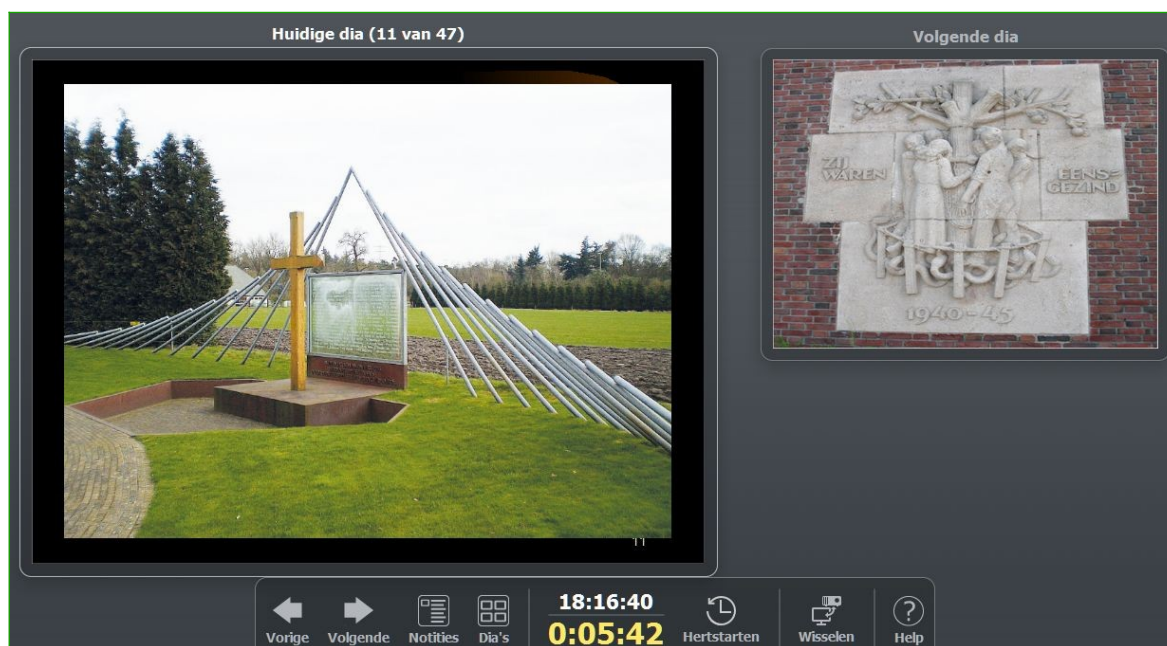 Huidige dia (11 van 47)
Volgende dia
ZIJ
WAREN
EENS=
GEZIND
1940-45
11
Vorige
Volgende
Notities
Dia's
18:16:40
0:05:42
Hertstarten
Wisselen
Help